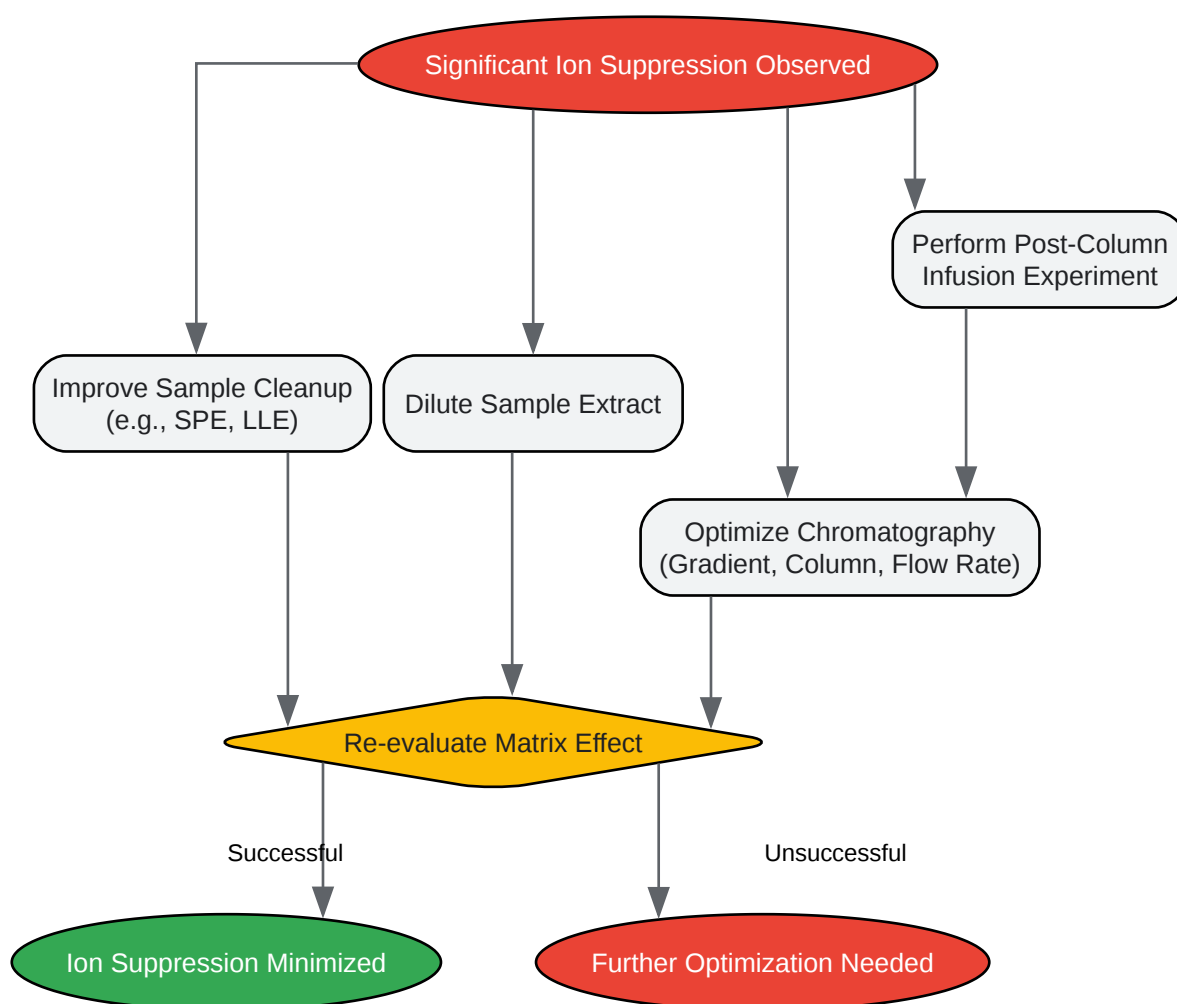 Significant Ion Suppression Observed
Perform Post-Column
Infusion Experiment
Improve Sample Cleanup
(e.g., SPE, LLE)
Dilute Sample Extract
Optimize Chromatography
(Gradient, Column, Flow Rate)
Re-evaluate Matrix Effect
Successful
Unsuccessful
Ion Suppression Minimized
Further Optimization Needed